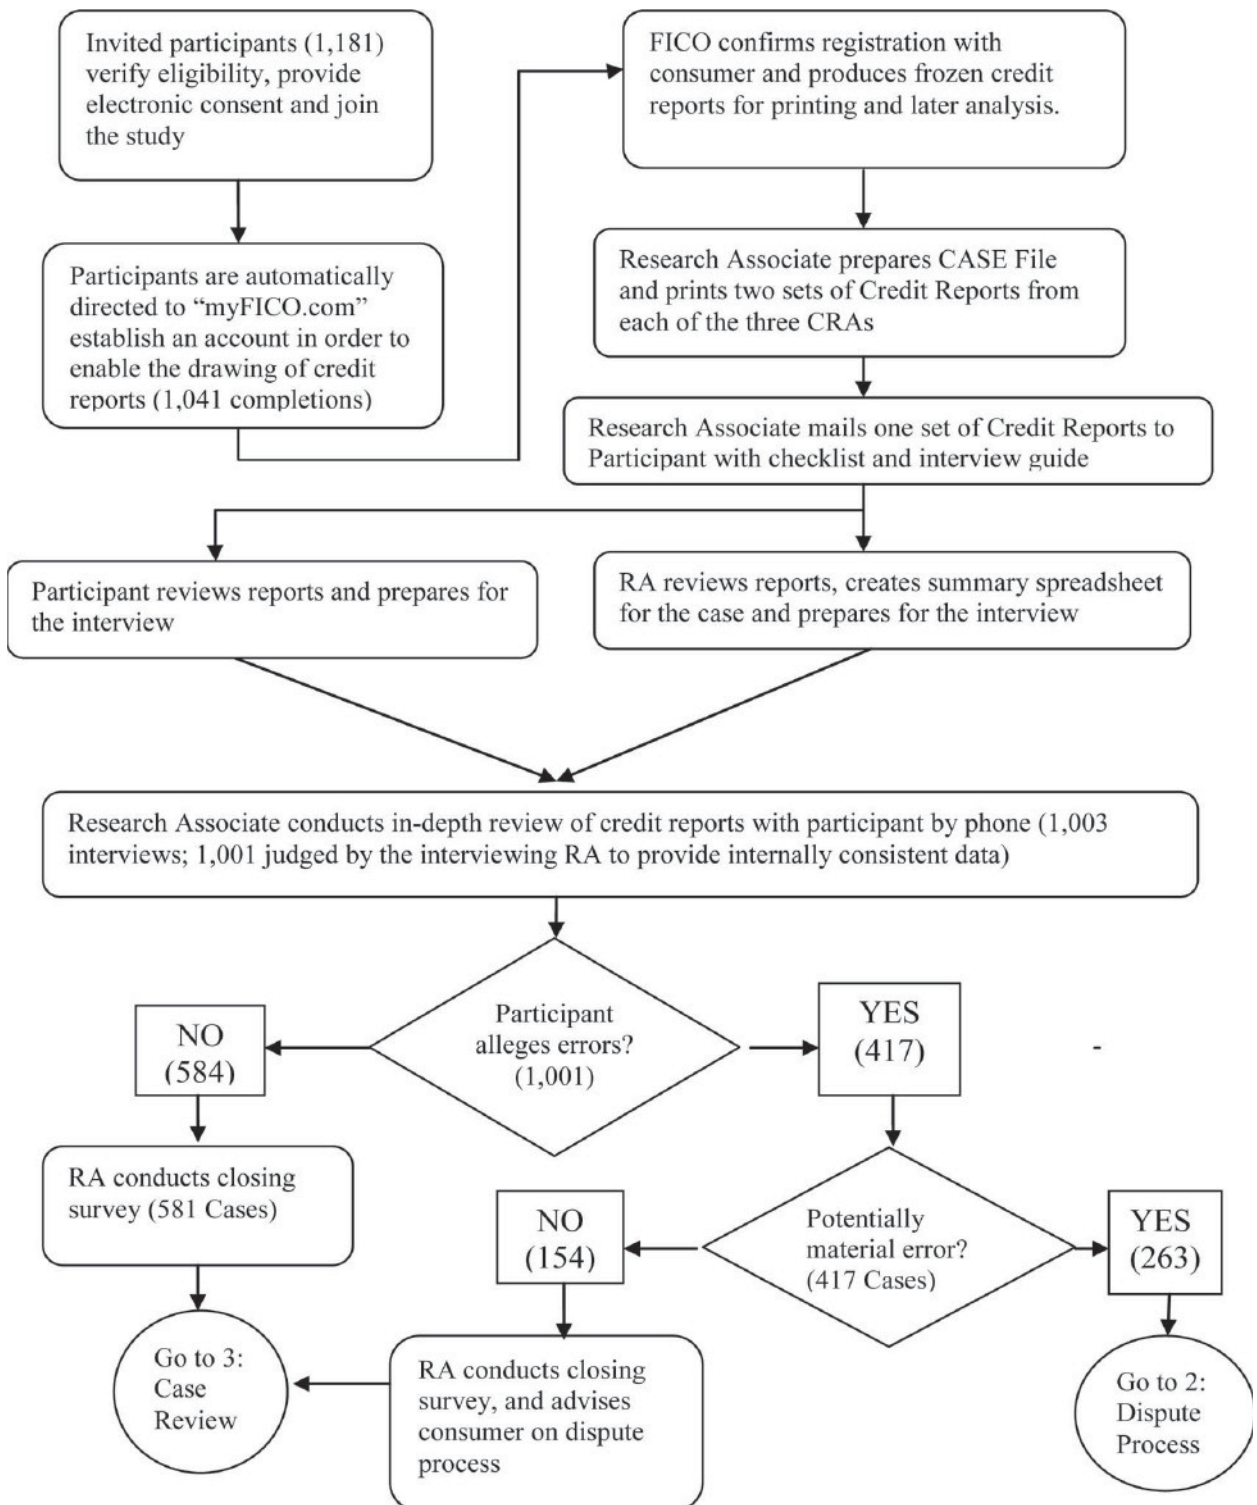 Invited participants (1,181)
verify eligibility, provide
electronic consent and join
the study
Participants are automatically
directed to “myFICO.com”
establish an account in order to
enable the drawing of credit
reports (1,041 completions)
FICO confirms registration with
consumer and produces frozen credit
reports for printing and later analysis.
Research Associate prepares CASE File
and prints two sets of Credit Reports from
each of the three CRAs
Research Associate mails one set of Credit Reports to
Participant with checklist and interview guide
Participant reviews reports and prepares for
the interview
RA reviews reports, creates summary spreadsheet
for the case and prepares for the interview
Research Associate conducts in-depth review of credit reports with participant by phone (1,003
interviews; 1,001 judged by the interviewing RA to provide internally consistent data)
Participant
alleges errors?
(1,001)
NO
(584)
YES
(417)
-
RA conducts closing
survey (581 Cases)
Potentially
material error?
(417 Cases)
NO
(154)
YES
(263)
Go to 3:
Case
Review
RA conducts closing
survey, and advises
consumer on dispute
process
Go to 2:
Dispute
Process